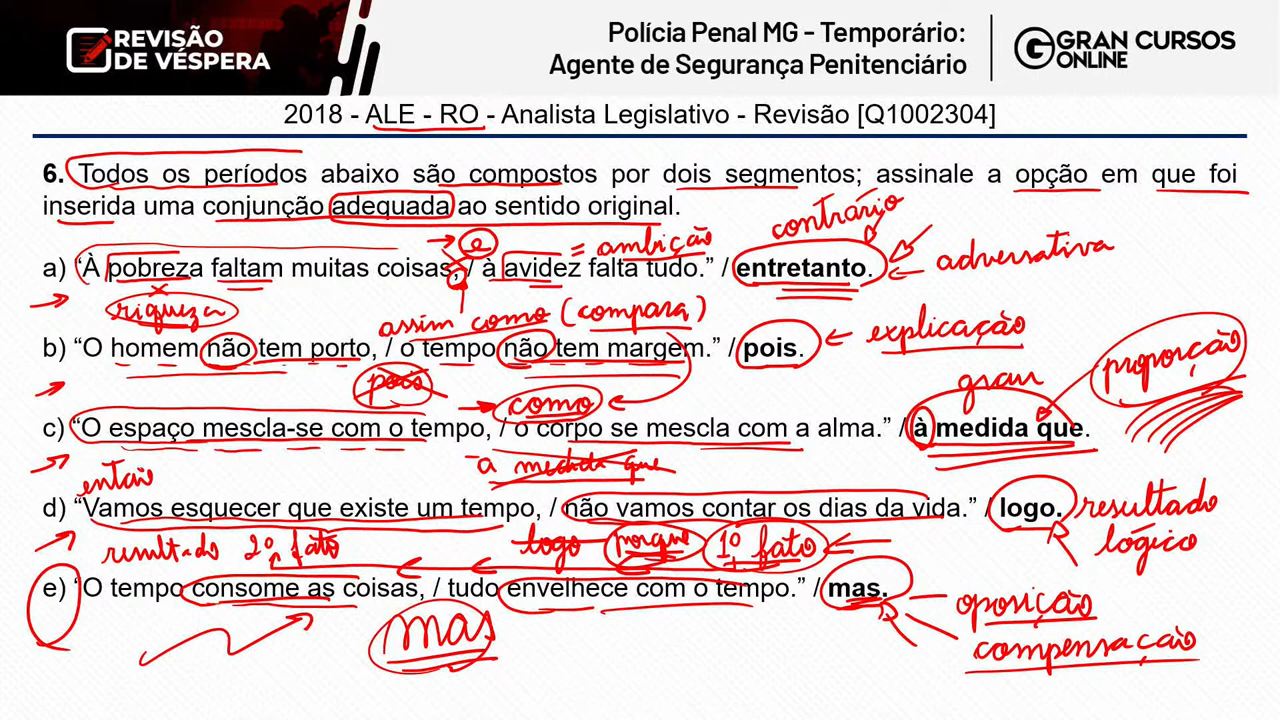 REVISÃO
DE VÉSPERA
Polícia Penal MG - Temporário:
Agente de Segurança Penitenciário
GRAN CURSOS
ONLINE
2018 - ALE - RO - Analista Legislativo - Revisão [Q1002304]
6. Todos os períodos abaixo são compostos por dois segmentos; assinale a opção em que foi
inserida uma conjunção adequada ao sentido original.
contrário
e = ambição
a) “À pobreza faltam muitas coisas, / à avidez falta tudo.” / entretanto.
adversativa
riqueza
assim como (compara)
b) “O homem não tem porto, / o tempo não tem margem.” / pois.
explicação
pois
como
gran
proporção
c) “O espaço mescla-se com o tempo, / o corpo se mescla com a alma.” / à medida que.
à medida que
então
d) “Vamos esquecer que existe um tempo, / não vamos contar os dias da vida.” / logo.
resultado
lógico
resultado 2º fato
logo porque 1º fato
e) “O tempo consome as coisas, / tudo envelhece com o tempo.” / mas.
mas
oposição
compensação